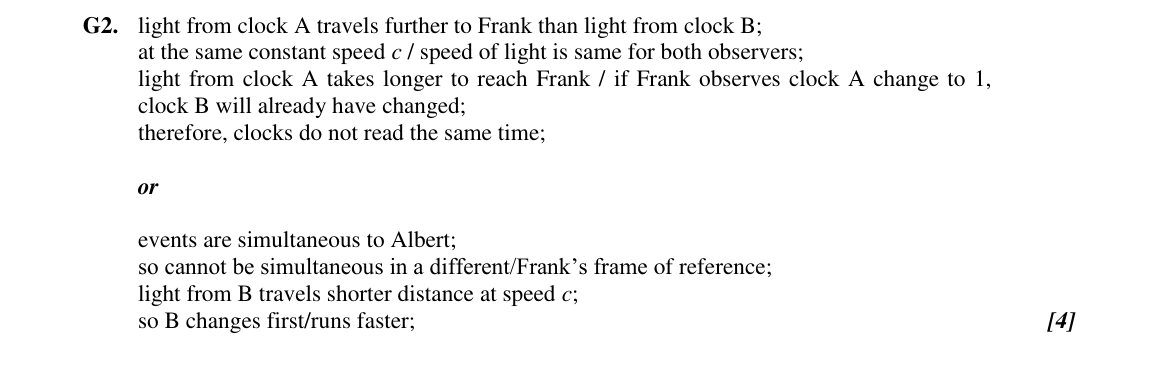 G2. light from clock A travels further to Frank than light from clock B;
at the same constant speed c / speed of light is same for both observers;
light from clock A takes longer to reach Frank / if Frank observes clock A change to 1,
clock B will already have changed;
therefore, clocks do not read the same time;
or
events are simultaneous to Albert;
so cannot be simultaneous in a different/Frank's frame of reference;
light from B travels shorter distance at speed c;
so B changes first/runs faster; [4]